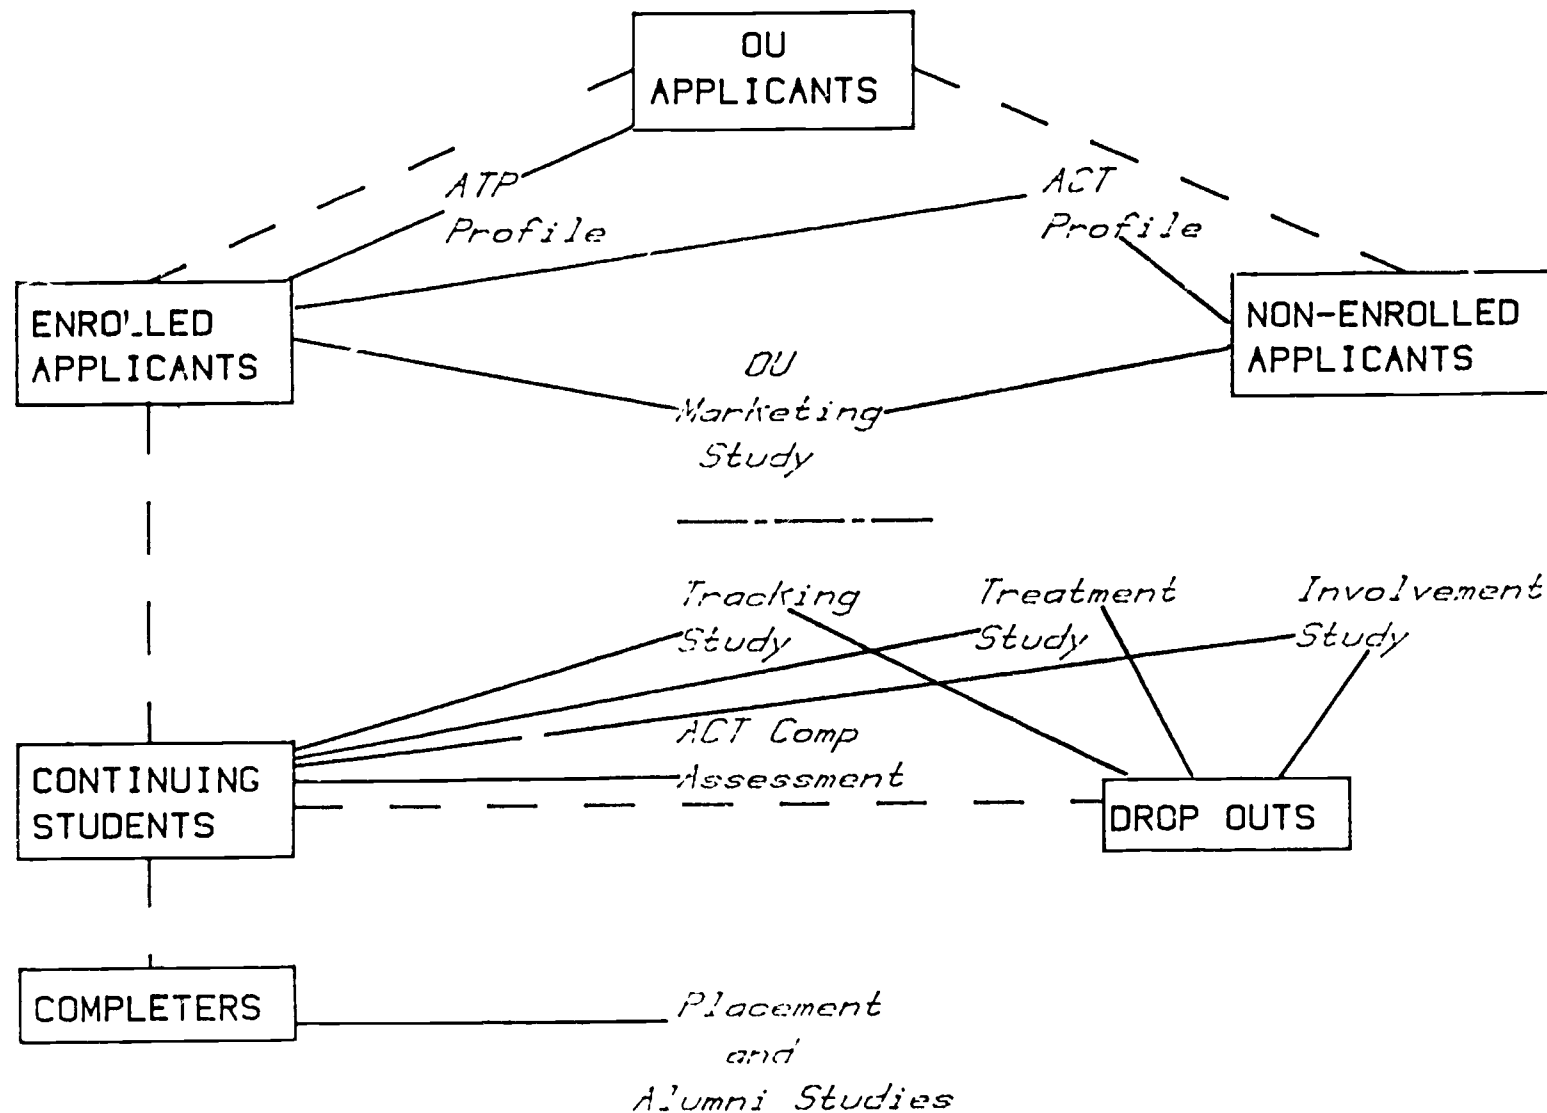 OU
APPLICANTS
ATP
Profile
ACT
Profile
ENROLLED
APPLICANTS
NON-ENROLLED
APPLICANTS
OU
Marketing
Study
Tracking
Study
Treatment
Study
Involvement
Study
ACT Comp
Assessment
CONTINUING
STUDENTS
DROP OUTS
COMPLETERS
Placement
and
Alumni Studies